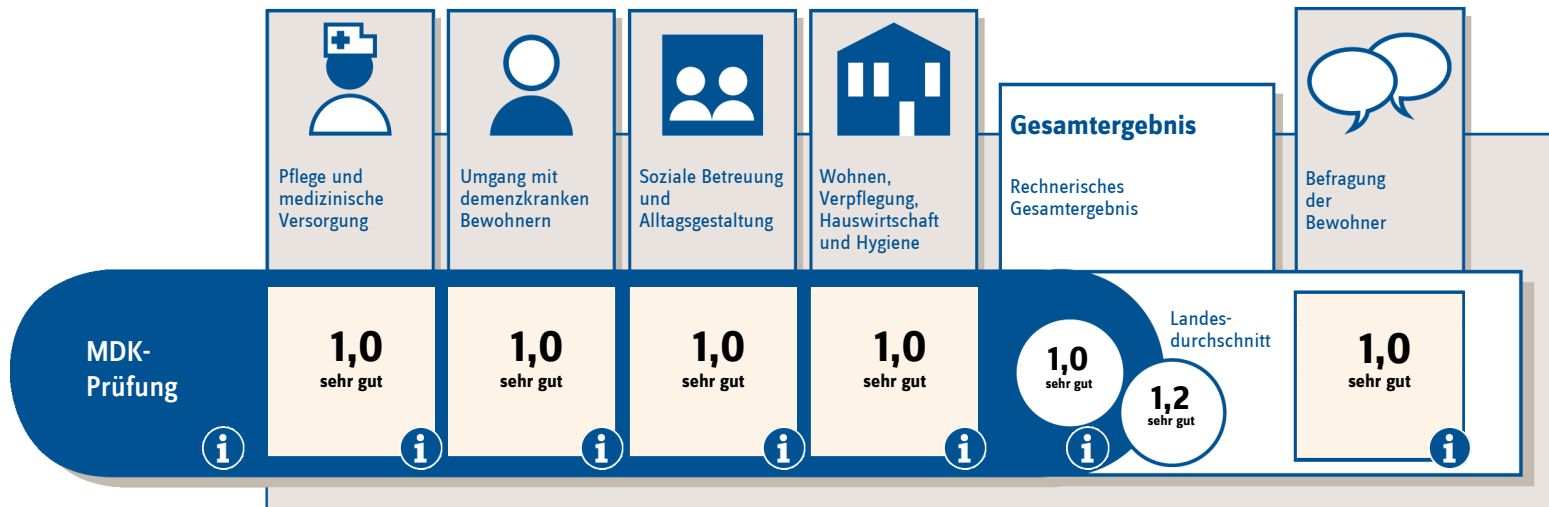 Pflege und
medizinische
Versorgung
Umgang mit
demenzkranken
Bewohnern
Soziale Betreuung
und
Alltagsgestaltung
Wohnen,
Verpflegung,
Hauswirtschaft
und Hygiene
Gesamtergebnis
Rechnerisches
Gesamtergebnis
Befragung
der
Bewohner
MDK-
Prüfung
i
1,0
sehr gut
i
1,0
sehr gut
i
1,0
sehr gut
i
1,0
sehr gut
i
1,0
sehr gut
i
Landes-
durchschnitt
1,2
sehr gut
1,0
sehr gut
i